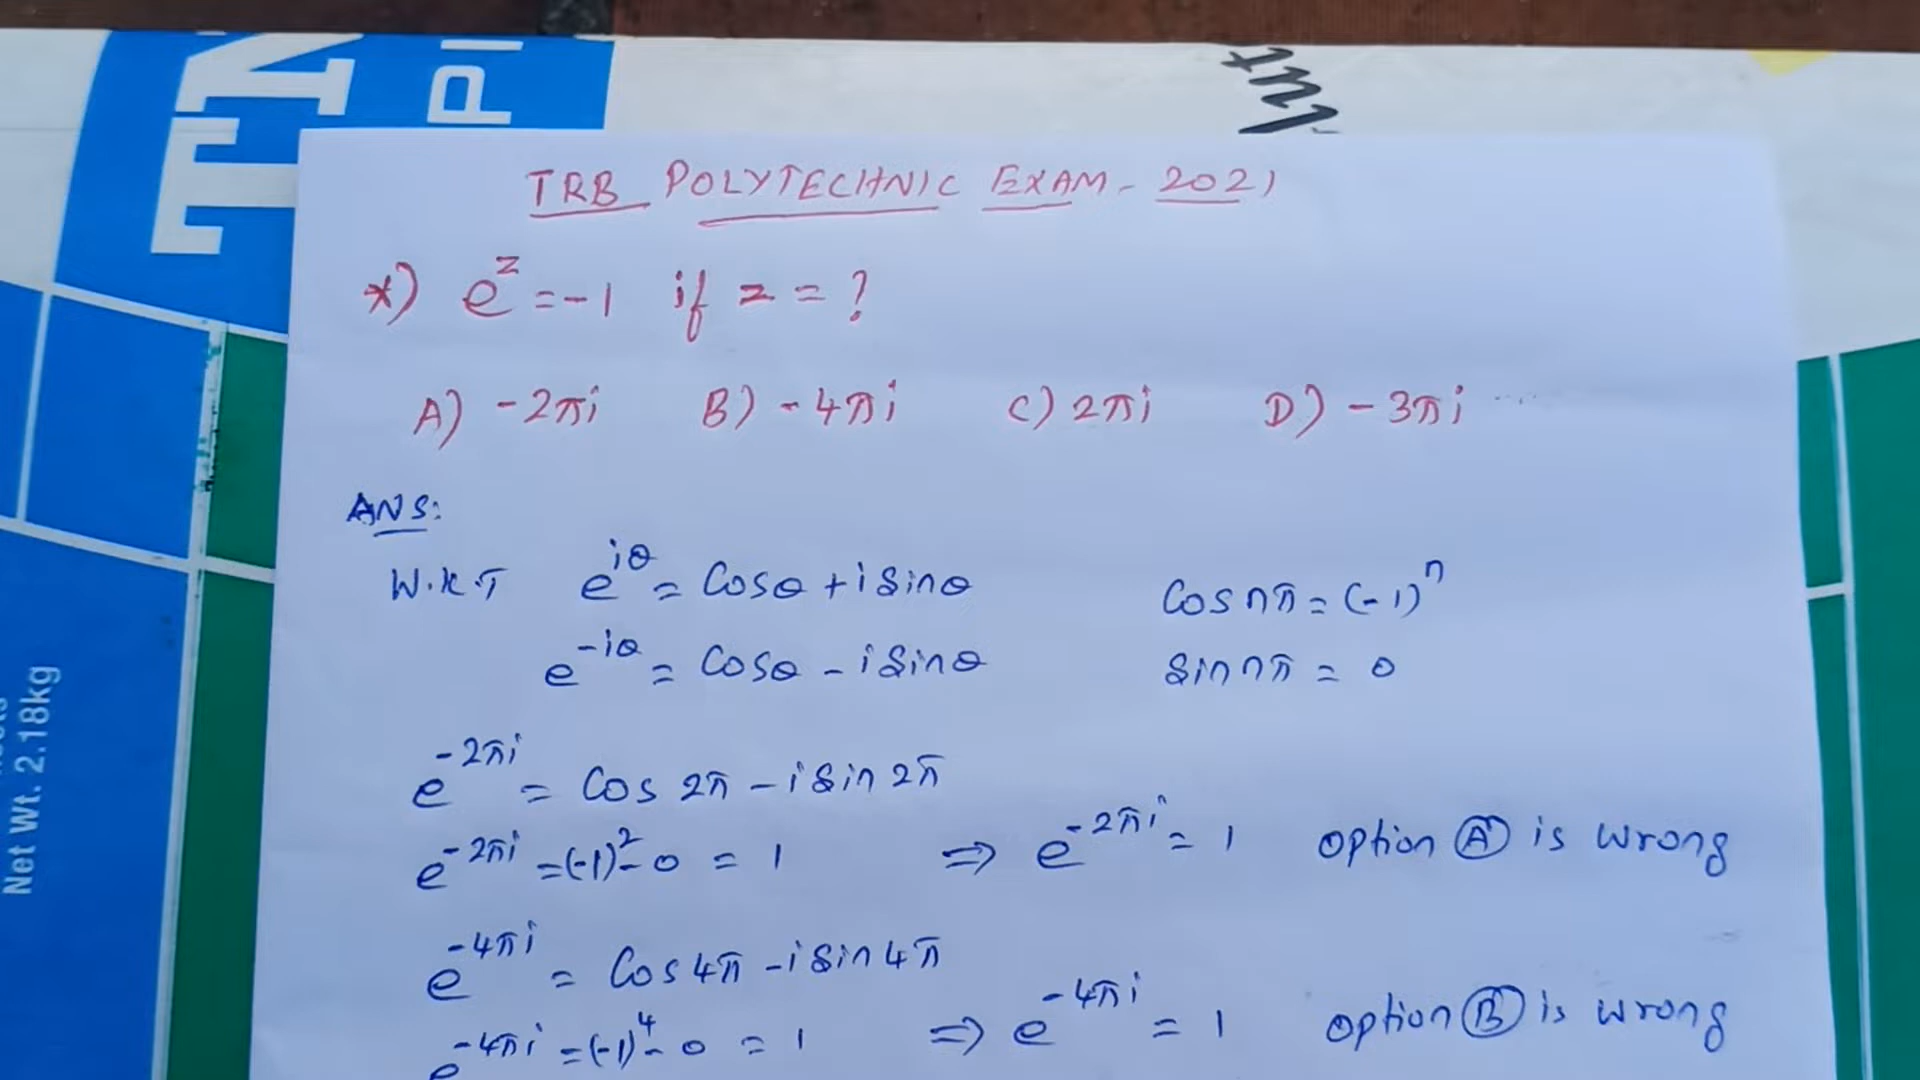 TRB POLYTECHNIC EXAM - 2021
*) e^z = -1 if z = ?
A) -2πi B) -4πi C) 2πi D) -3πi
ANS:
W.K.T e^iθ = Cosθ + i Sinθ Cos nπ = (-1)^n
e^-iθ = Cosθ - i Sinθ Sin nπ = 0
e^-2πi = Cos 2π - i Sin 2π
e^-2πi = (-1)^2 - 0 = 1 ⇒ e^-2πi = 1 option Ⓐ is wrong
e^-4πi = Cos 4π - i Sin 4π
e^-4πi = (-1)^4 - 0 = 1 ⇒ e^-4πi = 1 option Ⓑ is wrong
Net Wt. 2.18kg